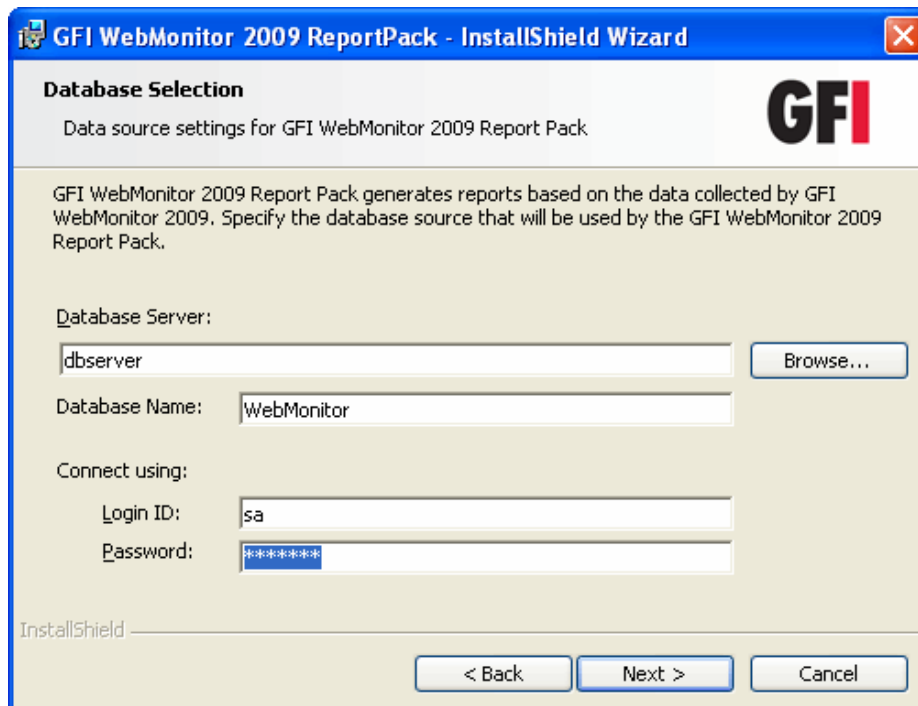 GFI WebMonitor 2009 ReportPack - InstallShield Wizard
Database Selection
Data source settings for GFI WebMonitor 2009 Report Pack
GFI
GFI WebMonitor 2009 Report Pack generates reports based on the data collected by GFI
WebMonitor 2009. Specify the database source that will be used by the GFI WebMonitor 2009
Report Pack.
Database Server:
dbserver
Browse...
Database Name: WebMonitor
Connect using:
Login ID: sa
Password: *******
InstallShield
< Back Next > Cancel